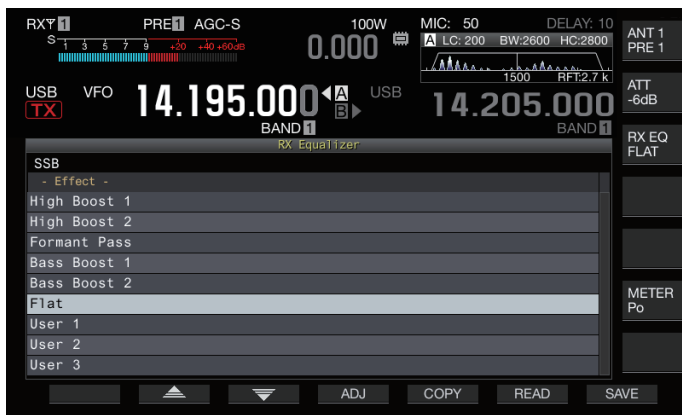 RX 1 PRE 1 AGC-S 100W MIC: 50 DELAY: 10
S 1 3 5 7 9 +20 +40 +60dB
0.000
A LC: 200 BW:2600 HC:2800
1500 RFT:2.7 k
USB VFO 14.195.000 A USB 14.205.000
TX B
BAND 1 BAND 1
RX Equalizer
SSB
- Effect -
High Boost 1
High Boost 2
Formant Pass
Bass Boost 1
Bass Boost 2
Flat
User 1
User 2
User 3
ANT 1
PRE 1
ATT
-6dB
RX EQ
FLAT
METER
Po
ADJ COPY READ SAVE